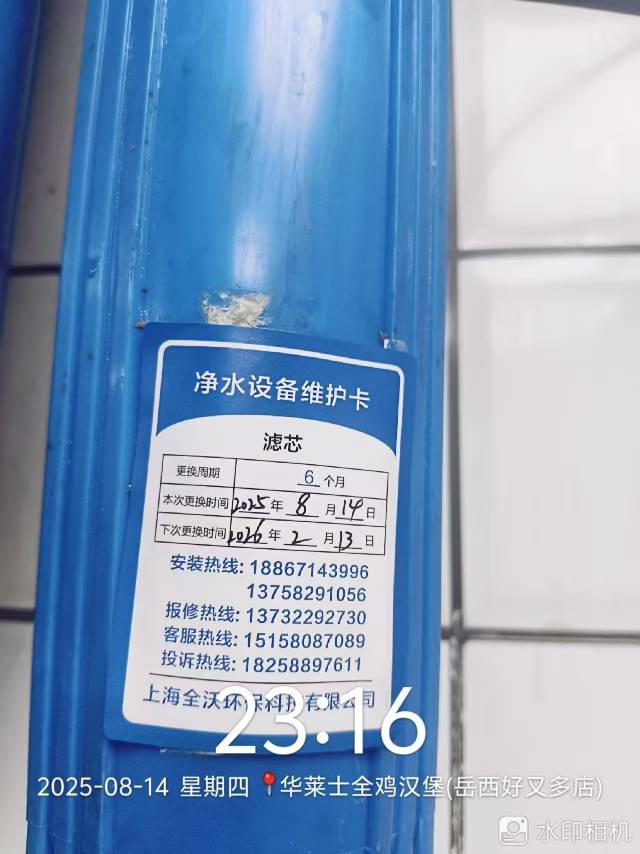 净水设备维护卡
滤芯
更换周期 6 个月
本次更换时间 2025 年 8 月 14 日
下次更换时间 2026 年 2 月 13 日
安装热线: 18867143996
13758291056
报修热线: 13732292730
客服热线: 15158087089
投诉热线: 18258897611
上海全沃环保科技有限公司
23:16
2025-08-14 星期四 华莱士全鸡汉堡(岳西好又多店)
水印相机